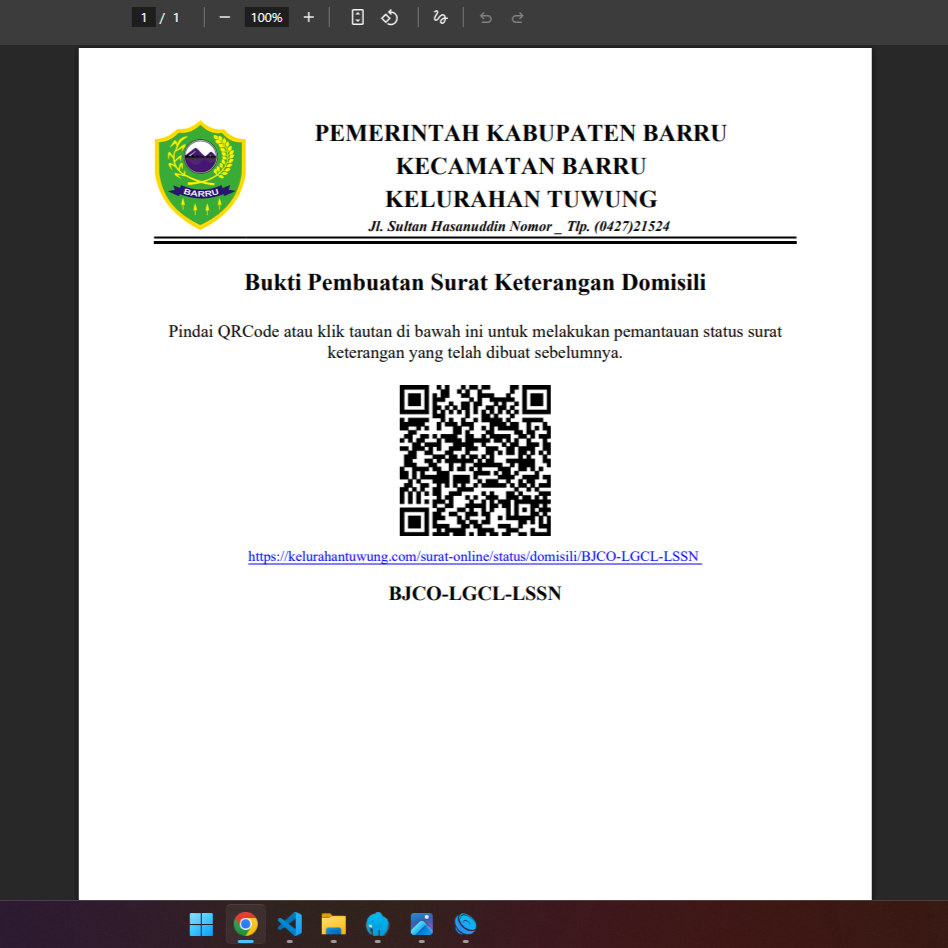 1 / 1
100%
PEMERINTAH KABUPATEN BARRU
KECAMATAN BARRU
KELURAHAN TUWUNG
Jl. Sultan Hasanuddin Nomor _ Tlp. (0427)21524
BARRU
Bukti Pembuatan Surat Keterangan Domisili
Pindai QRCode atau klik tautan di bawah ini untuk melakukan pemantauan status surat
keterangan yang telah dibuat sebelumnya.
https://kelurahantuwung.com/surat-online/status/domisili/BJCO-LGCL-LSSN
BJCO-LGCL-LSSN